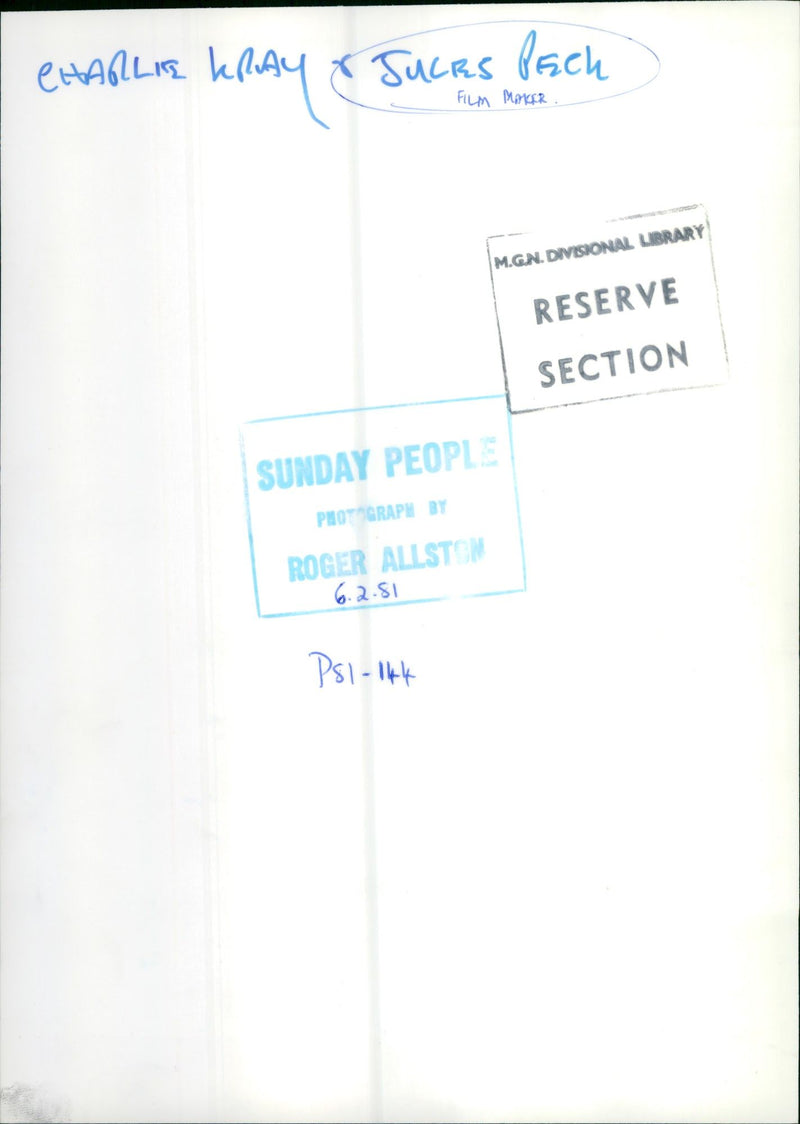 CHARLIE KRAY & JULES PECK
FILM MAKER.
M.G.N. DIVISIONAL LIBRARY
RESERVE
SECTION
SUNDAY PEOPLE
PHOTOGRAPH BY
ROGER ALLSTON
6.2.81
P81-144